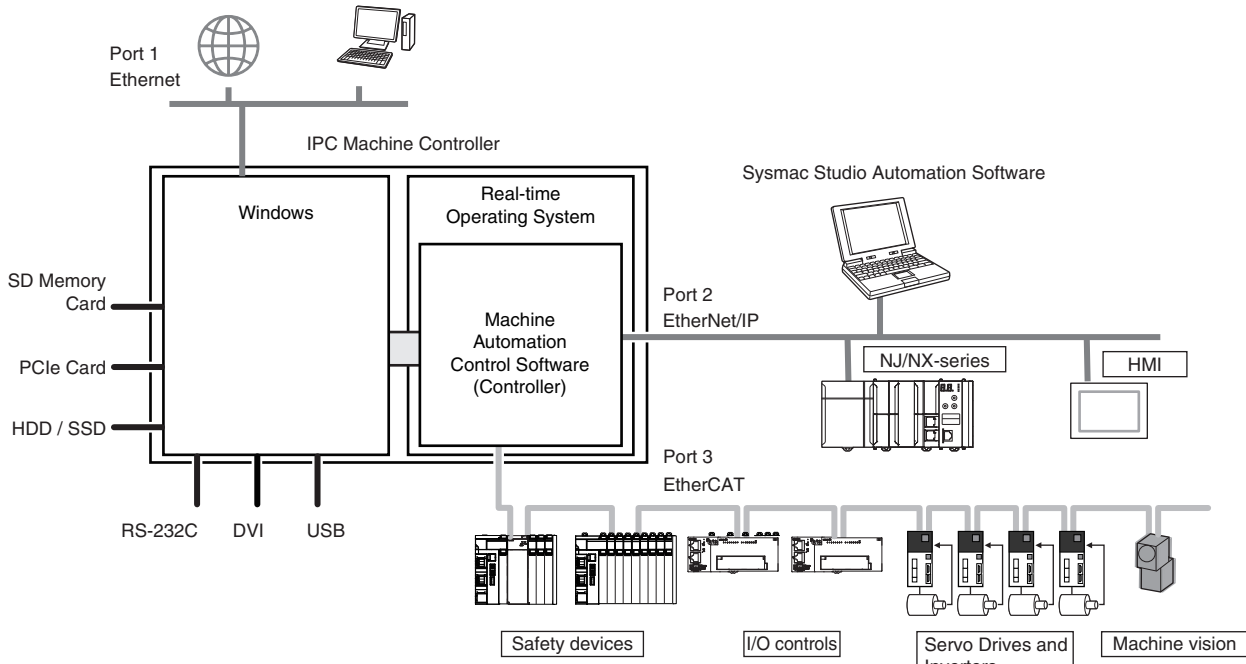 Port 1
Ethernet
IPC Machine Controller
Windows
Real-time
Operating System
Machine
Automation
Control Software
(Controller)
SD Memory
Card
PCIe Card
HDD / SSD
RS-232C
DVI
USB
Sysmac Studio Automation Software
Port 2
EtherNet/IP
NJ/NX-series
HMI
Port 3
EtherCAT
Safety devices
I/O controls
Servo Drives and
Inverters
Machine vision